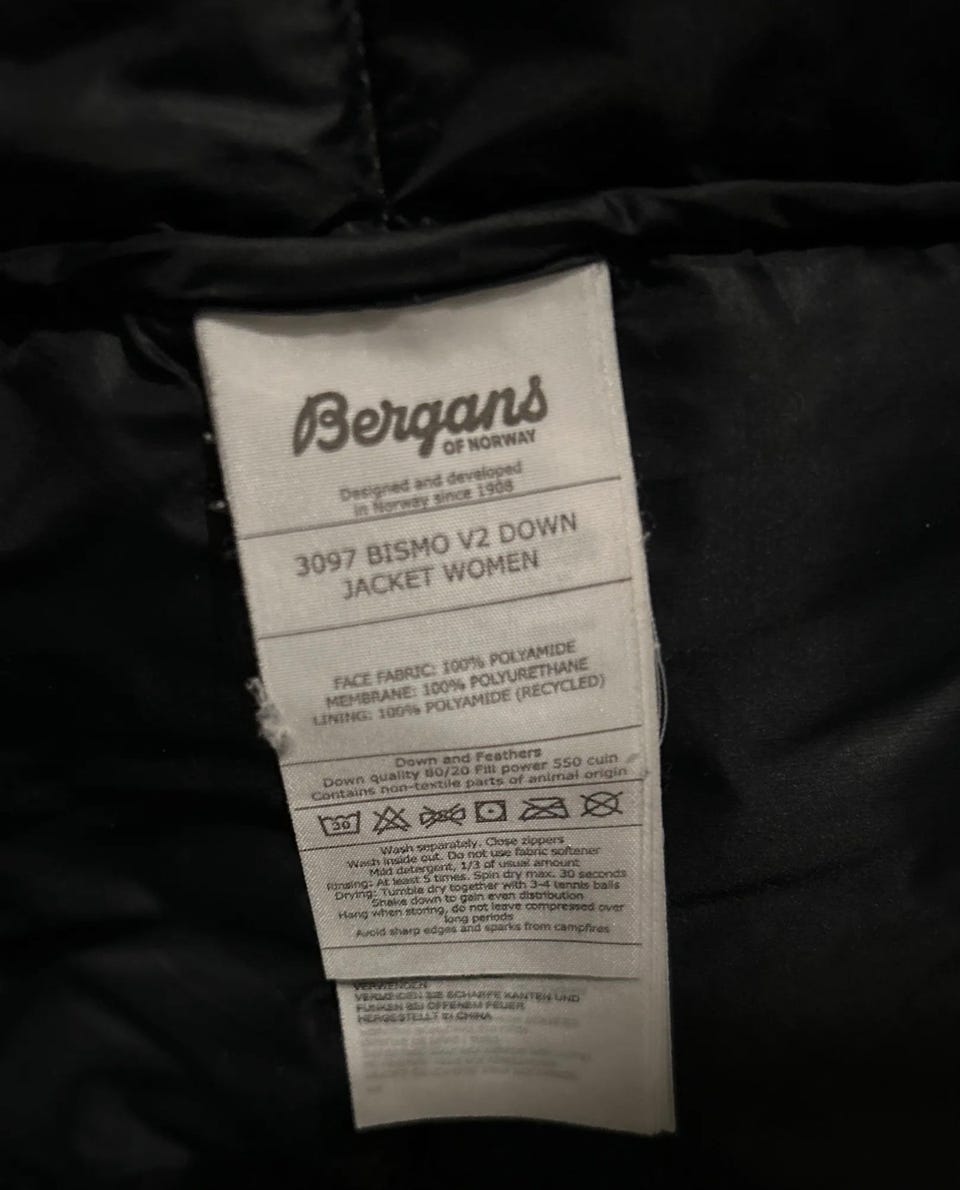 Bergans
OF NORWAY
Designed and developed
in Norway since 1908
3097 BISMO V2 DOWN
JACKET WOMEN
FACE FABRIC: 100% POLYAMIDE
MEMBRANE: 100% POLYURETHANE
LINING: 100% POLYAMIDE (RECYCLED)
Down and Feathers
Down quality 80/20 Fill power 550 cuin
Contains non-textile parts of animal origin
30
Wash separately. Close zippers
Wash inside out. Do not use fabric softener
Mild detergent, 1/3 of usual amount
Rinsing: At least 5 times. Spin dry max. 30 seconds
Drying: Tumble dry together with 3-4 tennis balls
Shake down to gain even distribution
Hang when storing, do not leave compressed over
long periods
Avoid sharp edges and sparks from campfires
VERWENDEN
VERMEIDEN SIE SCHARFE KANTEN UND
FUNKEN BEI OFFENEM FEUER
HERGESTELLT IN CHINA